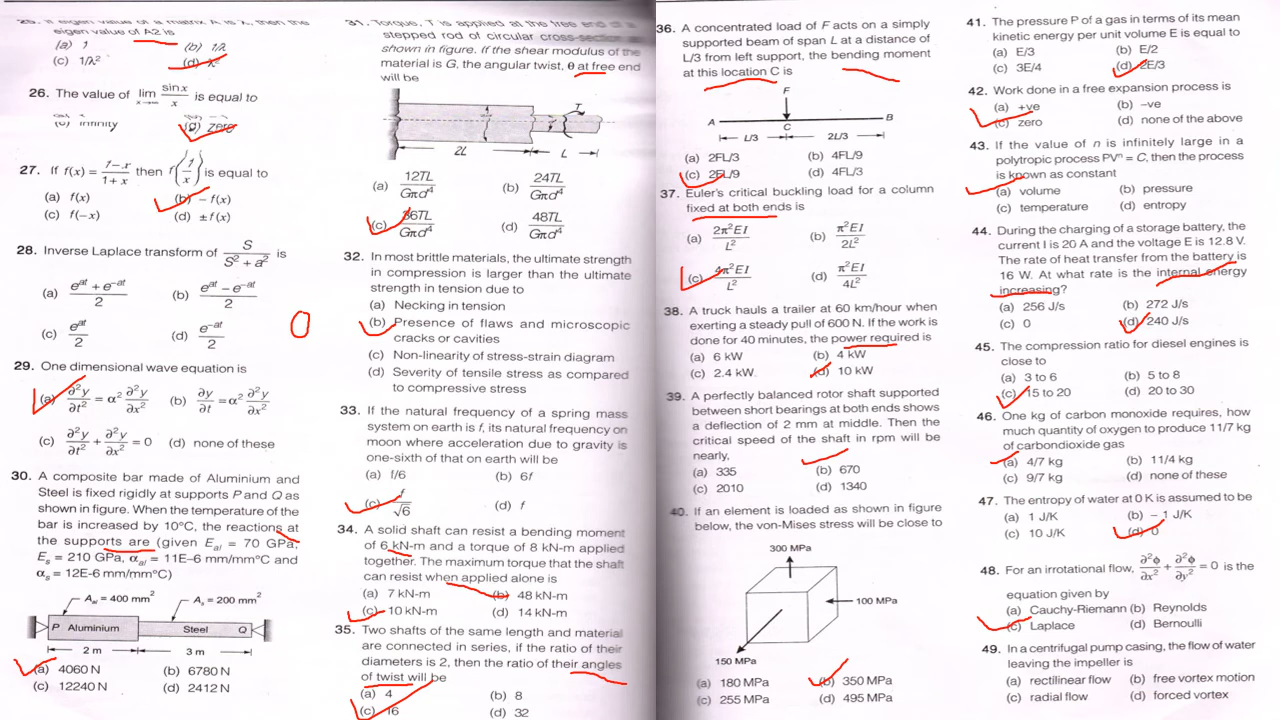 eigen value of A2 is
(a) 1 (b) 1/λ
(c) 1/λ² (d) λ²
26. The value of lim x→∞ sinx/x is equal to
(c) infinity (d) zero
27. If f(x) = 1−x/1+x then f(1/x) is equal to
(a) f(x) (b) − f(x)
(c) f(−x) (d) ± f(x)
28. Inverse Laplace transform of S/S² + a² is
(a) e^at + e^−at/2 (b) e^at − e^−at/2
(c) e^at/2 (d) e^−at/2
29. One dimensional wave equation is
(a) ∂²y/∂t² = α² ∂²y/∂x² (b) ∂y/∂t = α² ∂²y/∂x²
(c) ∂²y/∂t² + ∂²y/∂x² = 0 (d) none of these
30. A composite bar made of Aluminium and
Steel is fixed rigidly at supports P and Q as
shown in figure. When the temperature of the
bar is increased by 10°C, the reactions at
the supports are (given E_al = 70 GPa,
E_s = 210 GPa, α_al = 11E−6 mm/mm°C and
α_s = 12E-6 mm/mm°C)
A_al = 400 mm² A_s = 200 mm²
P Aluminium Steel Q
2 m 3 m
(a) 4060 N (b) 6780 N
(c) 12240 N (d) 2412 N
31. Torque, T is applied at the free end of a
stepped rod of circular cross-section as
shown in figure. If the shear modulus of the
material is G, the angular twist, θ at free end
will be
T
2L L
(a) 12TL/Gπd⁴ (b) 24TL/Gπd⁴
(c) 36TL/Gπd⁴ (d) 48TL/Gπd⁴
32. In most brittle materials, the ultimate strength
in compression is larger than the ultimate
strength in tension due to
(a) Necking in tension
(b) Presence of flaws and microscopic
cracks or cavities
(c) Non-linearity of stress-strain diagram
(d) Severity of tensile stress as compared
to compressive stress
33. If the natural frequency of a spring mass
system on earth is f, its natural frequency on
moon where acceleration due to gravity is
one-sixth of that on earth will be
(a) f/6 (b) 6f
(c) f/√6 (d) f
34. A solid shaft can resist a bending moment
of 6 kN-m and a torque of 8 kN-m applied
together. The maximum torque that the shaft
can resist when applied alone is
(a) 7 kN-m (b) 48 kN-m
(c) 10 kN-m (d) 14 kN-m
35. Two shafts of the same length and material
are connected in series, if the ratio of their
diameters is 2, then the ratio of their angles
of twist will be
(a) 4 (b) 8
(c) 16 (d) 32
36. A concentrated load of F acts on a simply
supported beam of span L at a distance of
L/3 from left support, the bending moment
at this location C is
F
A B
C
L/3 2L/3
(a) 2FL/3 (b) 4FL/9
(c) 2FL/9 (d) 4FL/3
37. Euler's critical buckling load for a column
fixed at both ends is
(a) 2π²EI/L² (b) π²EI/2L²
(c) 4π²EI/L² (d) π²EI/4L²
38. A truck hauls a trailer at 60 km/hour when
exerting a steady pull of 600 N. If the work is
done for 40 minutes, the power required is
(a) 6 kW (b) 4 kW
(c) 2.4 kW (d) 10 kW
39. A perfectly balanced rotor shaft supported
between short bearings at both ends shows
a deflection of 2 mm at middle. Then the
critical speed of the shaft in rpm will be
nearly,
(a) 335 (b) 670
(c) 2010 (d) 1340
40. If an element is loaded as shown in figure
below, the von-Mises stress will be close to
300 MPa
100 MPa
150 MPa
(a) 180 MPa (b) 350 MPa
(c) 255 MPa (d) 495 MPa
41. The pressure P of a gas in terms of its mean
kinetic energy per unit volume E is equal to
(a) E/3 (b) E/2
(c) 3E/4 (d) 2E/3
42. Work done in a free expansion process is
(a) +ve (b) −ve
(c) zero (d) none of the above
43. If the value of n is infinitely large in a
polytropic process PVⁿ = C, then the process
is known as constant
(a) volume (b) pressure
(c) temperature (d) entropy
44. During the charging of a storage battery, the
current I is 20 A and the voltage E is 12.8 V.
The rate of heat transfer from the battery is
16 W. At what rate is the internal energy
increasing?
(a) 256 J/s (b) 272 J/s
(c) 0 (d) 240 J/s
45. The compression ratio for diesel engines is
close to
(a) 3 to 6 (b) 5 to 8
(c) 15 to 20 (d) 20 to 30
46. One kg of carbon monoxide requires, how
much quantity of oxygen to produce 11/7 kg
of carbondioxide gas
(a) 4/7 kg (b) 11/4 kg
(c) 9/7 kg (d) none of these
47. The entropy of water at 0 K is assumed to be
(a) 1 J/K (b) − 1 J/K
(c) 10 J/K (d) 0
48. For an irrotational flow, ∂²ϕ/∂x² + ∂²ϕ/∂y² = 0 is the
equation given by
(a) Cauchy-Riemann (b) Reynolds
(c) Laplace (d) Bernoulli
49. In a centrifugal pump casing, the flow of water
leaving the impeller is
(a) rectilinear flow (b) free vortex motion
(c) radial flow (d) forced vortex